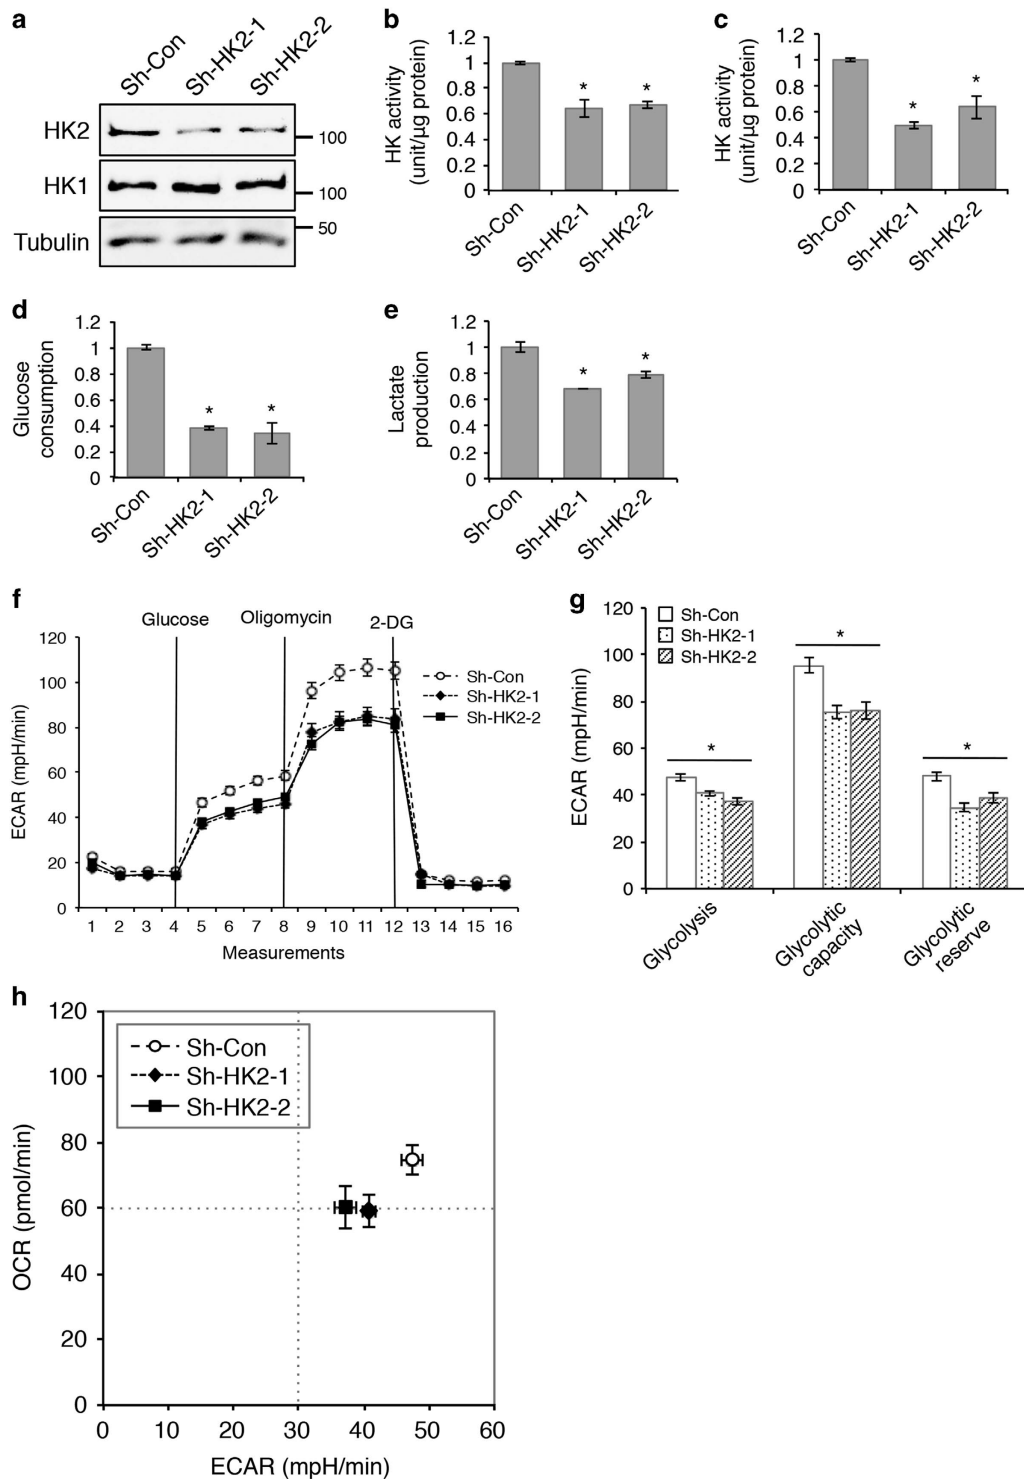 a
Sh-Con
Sh-HK2-1
Sh-HK2-2
HK2
100
HK1
100
Tubulin
50
b
HK activity
(unit/µg protein)
1.2
1
0.8
0.6
0.4
0.2
0
*
*
Sh-Con
Sh-HK2-1
Sh-HK2-2
c
HK activity
(unit/µg protein)
1.2
1
0.8
0.6
0.4
0.2
0
*
*
Sh-Con
Sh-HK2-1
Sh-HK2-2
d
Glucose
consumption
1.2
1
0.8
0.6
0.4
0.2
0
*
*
Sh-Con
Sh-HK2-1
Sh-HK2-2
e
Lactate
production
1.2
1
0.8
0.6
0.4
0.2
0
*
*
Sh-Con
Sh-HK2-1
Sh-HK2-2
f
Glucose
Oligomycin
2-DG
ECAR (mpH/min)
120
100
80
60
40
20
0
Sh-Con
Sh-HK2-1
Sh-HK2-2
1 2 3 4 5 6 7 8 9 10 11 12 13 14 15 16
Measurements
g
ECAR (mpH/min)
120
100
80
60
40
20
0
Sh-Con
Sh-HK2-1
Sh-HK2-2
*
*
*
Glycolysis
Glycolytic
capacity
Glycolytic
reserve
h
OCR (pmol/min)
120
100
80
60
40
20
0
Sh-Con
Sh-HK2-1
Sh-HK2-2
0 10 20 30 40 50 60
ECAR (mpH/min)